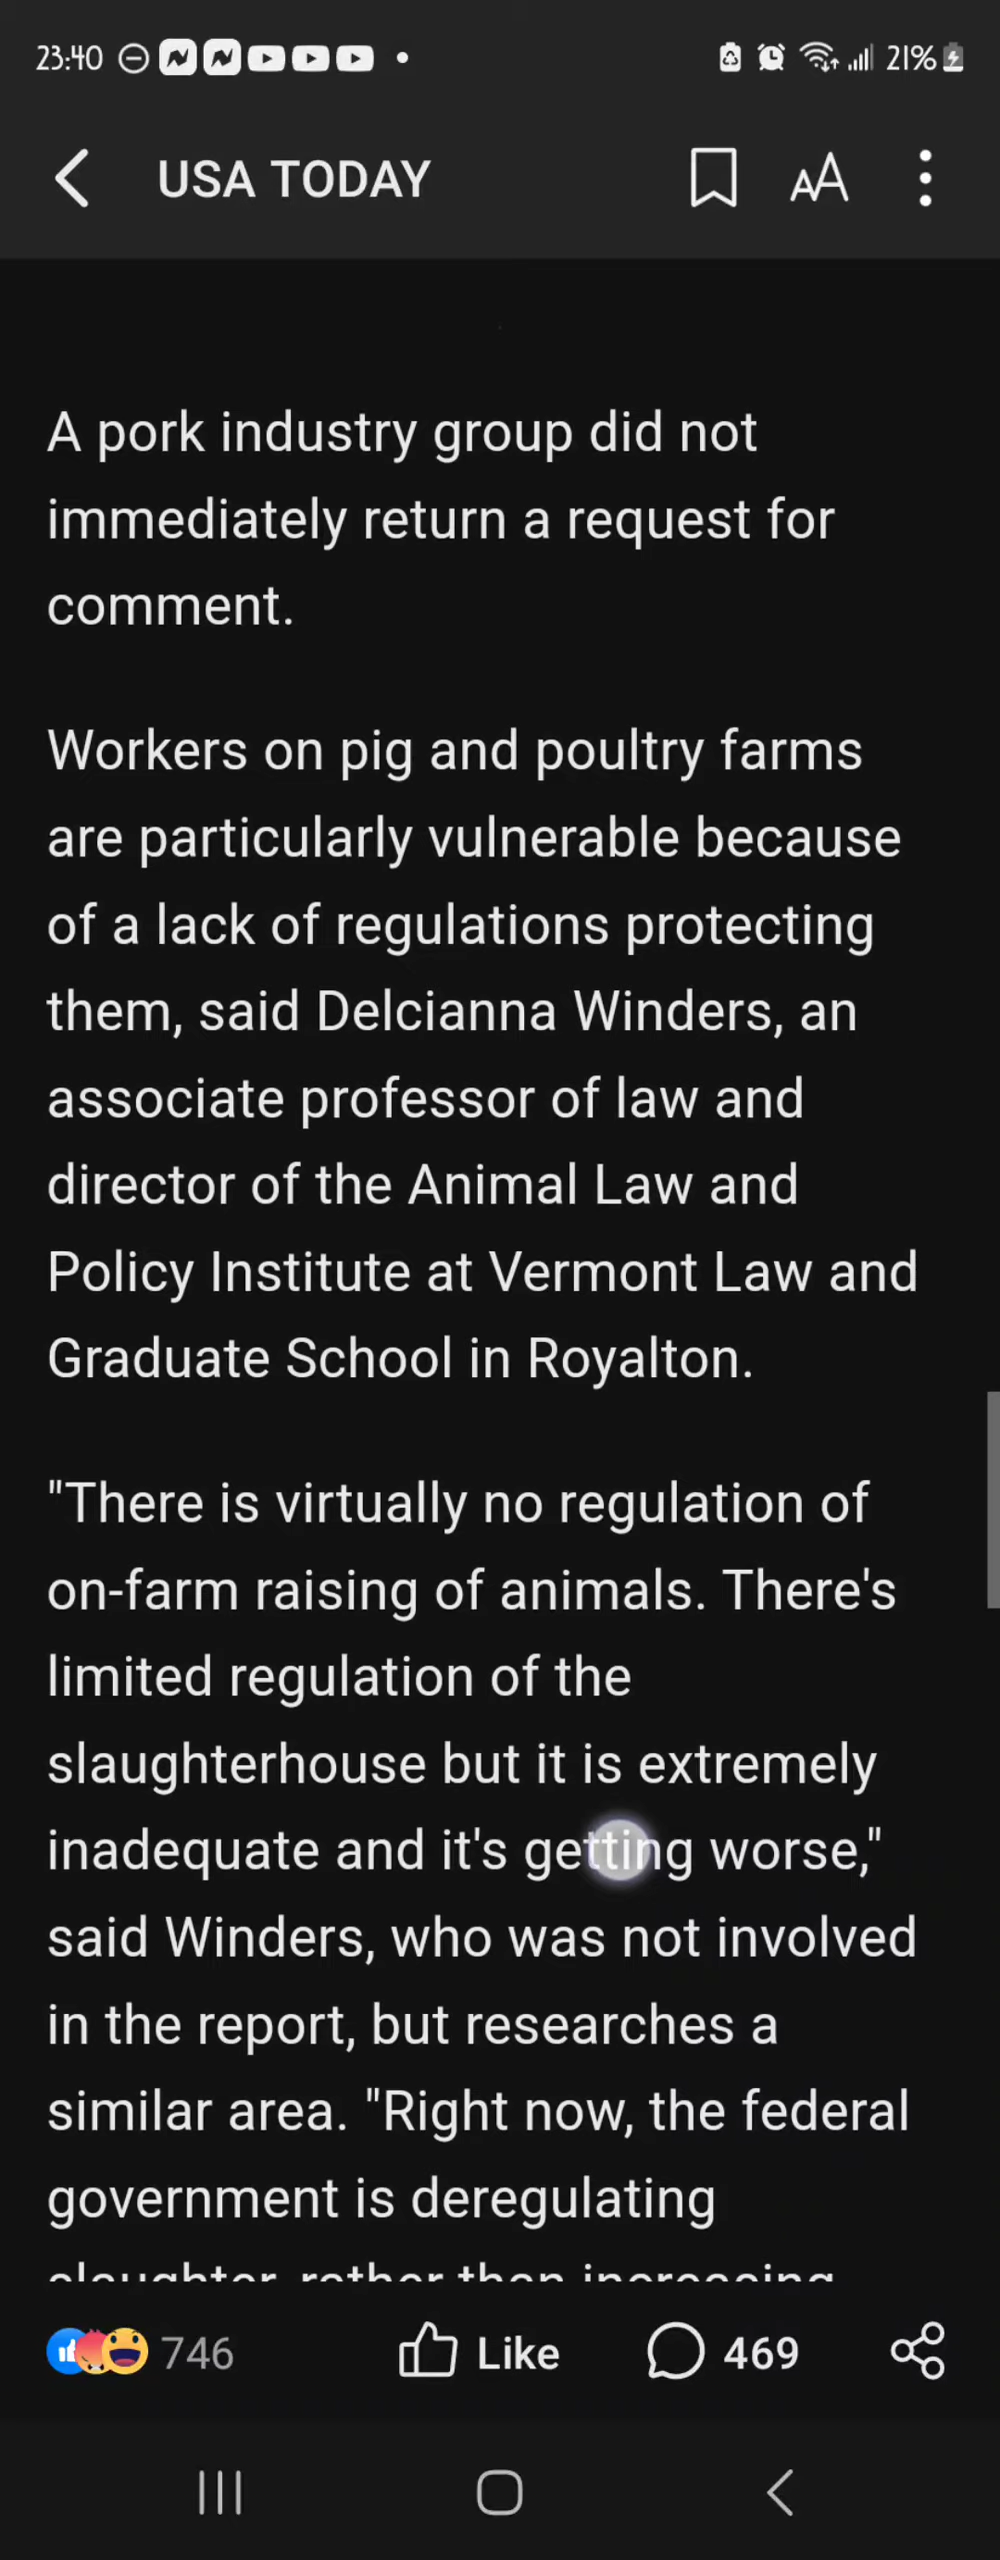 23:40
21%
USA TODAY
AA
A pork industry group did not
immediately return a request for
comment.
Workers on pig and poultry farms
are particularly vulnerable because
of a lack of regulations protecting
them, said Delcianna Winders, an
associate professor of law and
director of the Animal Law and
Policy Institute at Vermont Law and
Graduate School in Royalton.
"There is virtually no regulation of
on-farm raising of animals. There's
limited regulation of the
slaughterhouse but it is extremely
inadequate and it's getting worse,"
said Winders, who was not involved
in the report, but researches a
similar area. "Right now, the federal
government is deregulating
slaughter, rather than increasing
746
Like
469